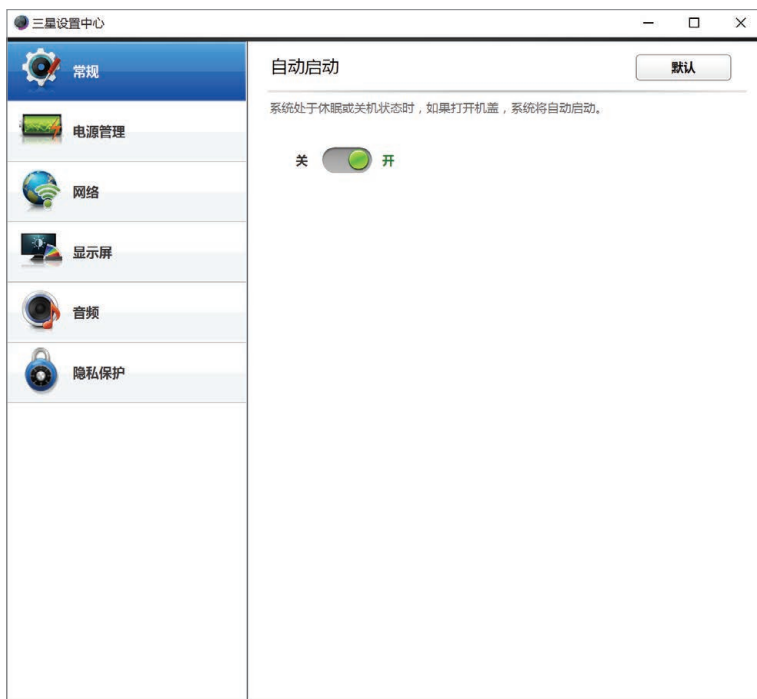 三星设置中心
常规
电源管理
网络
显示屏
音频
隐私保护
自动启动
默认
系统处于休眠或关机状态时，如果打开机盖，系统将自动启动。
关 开